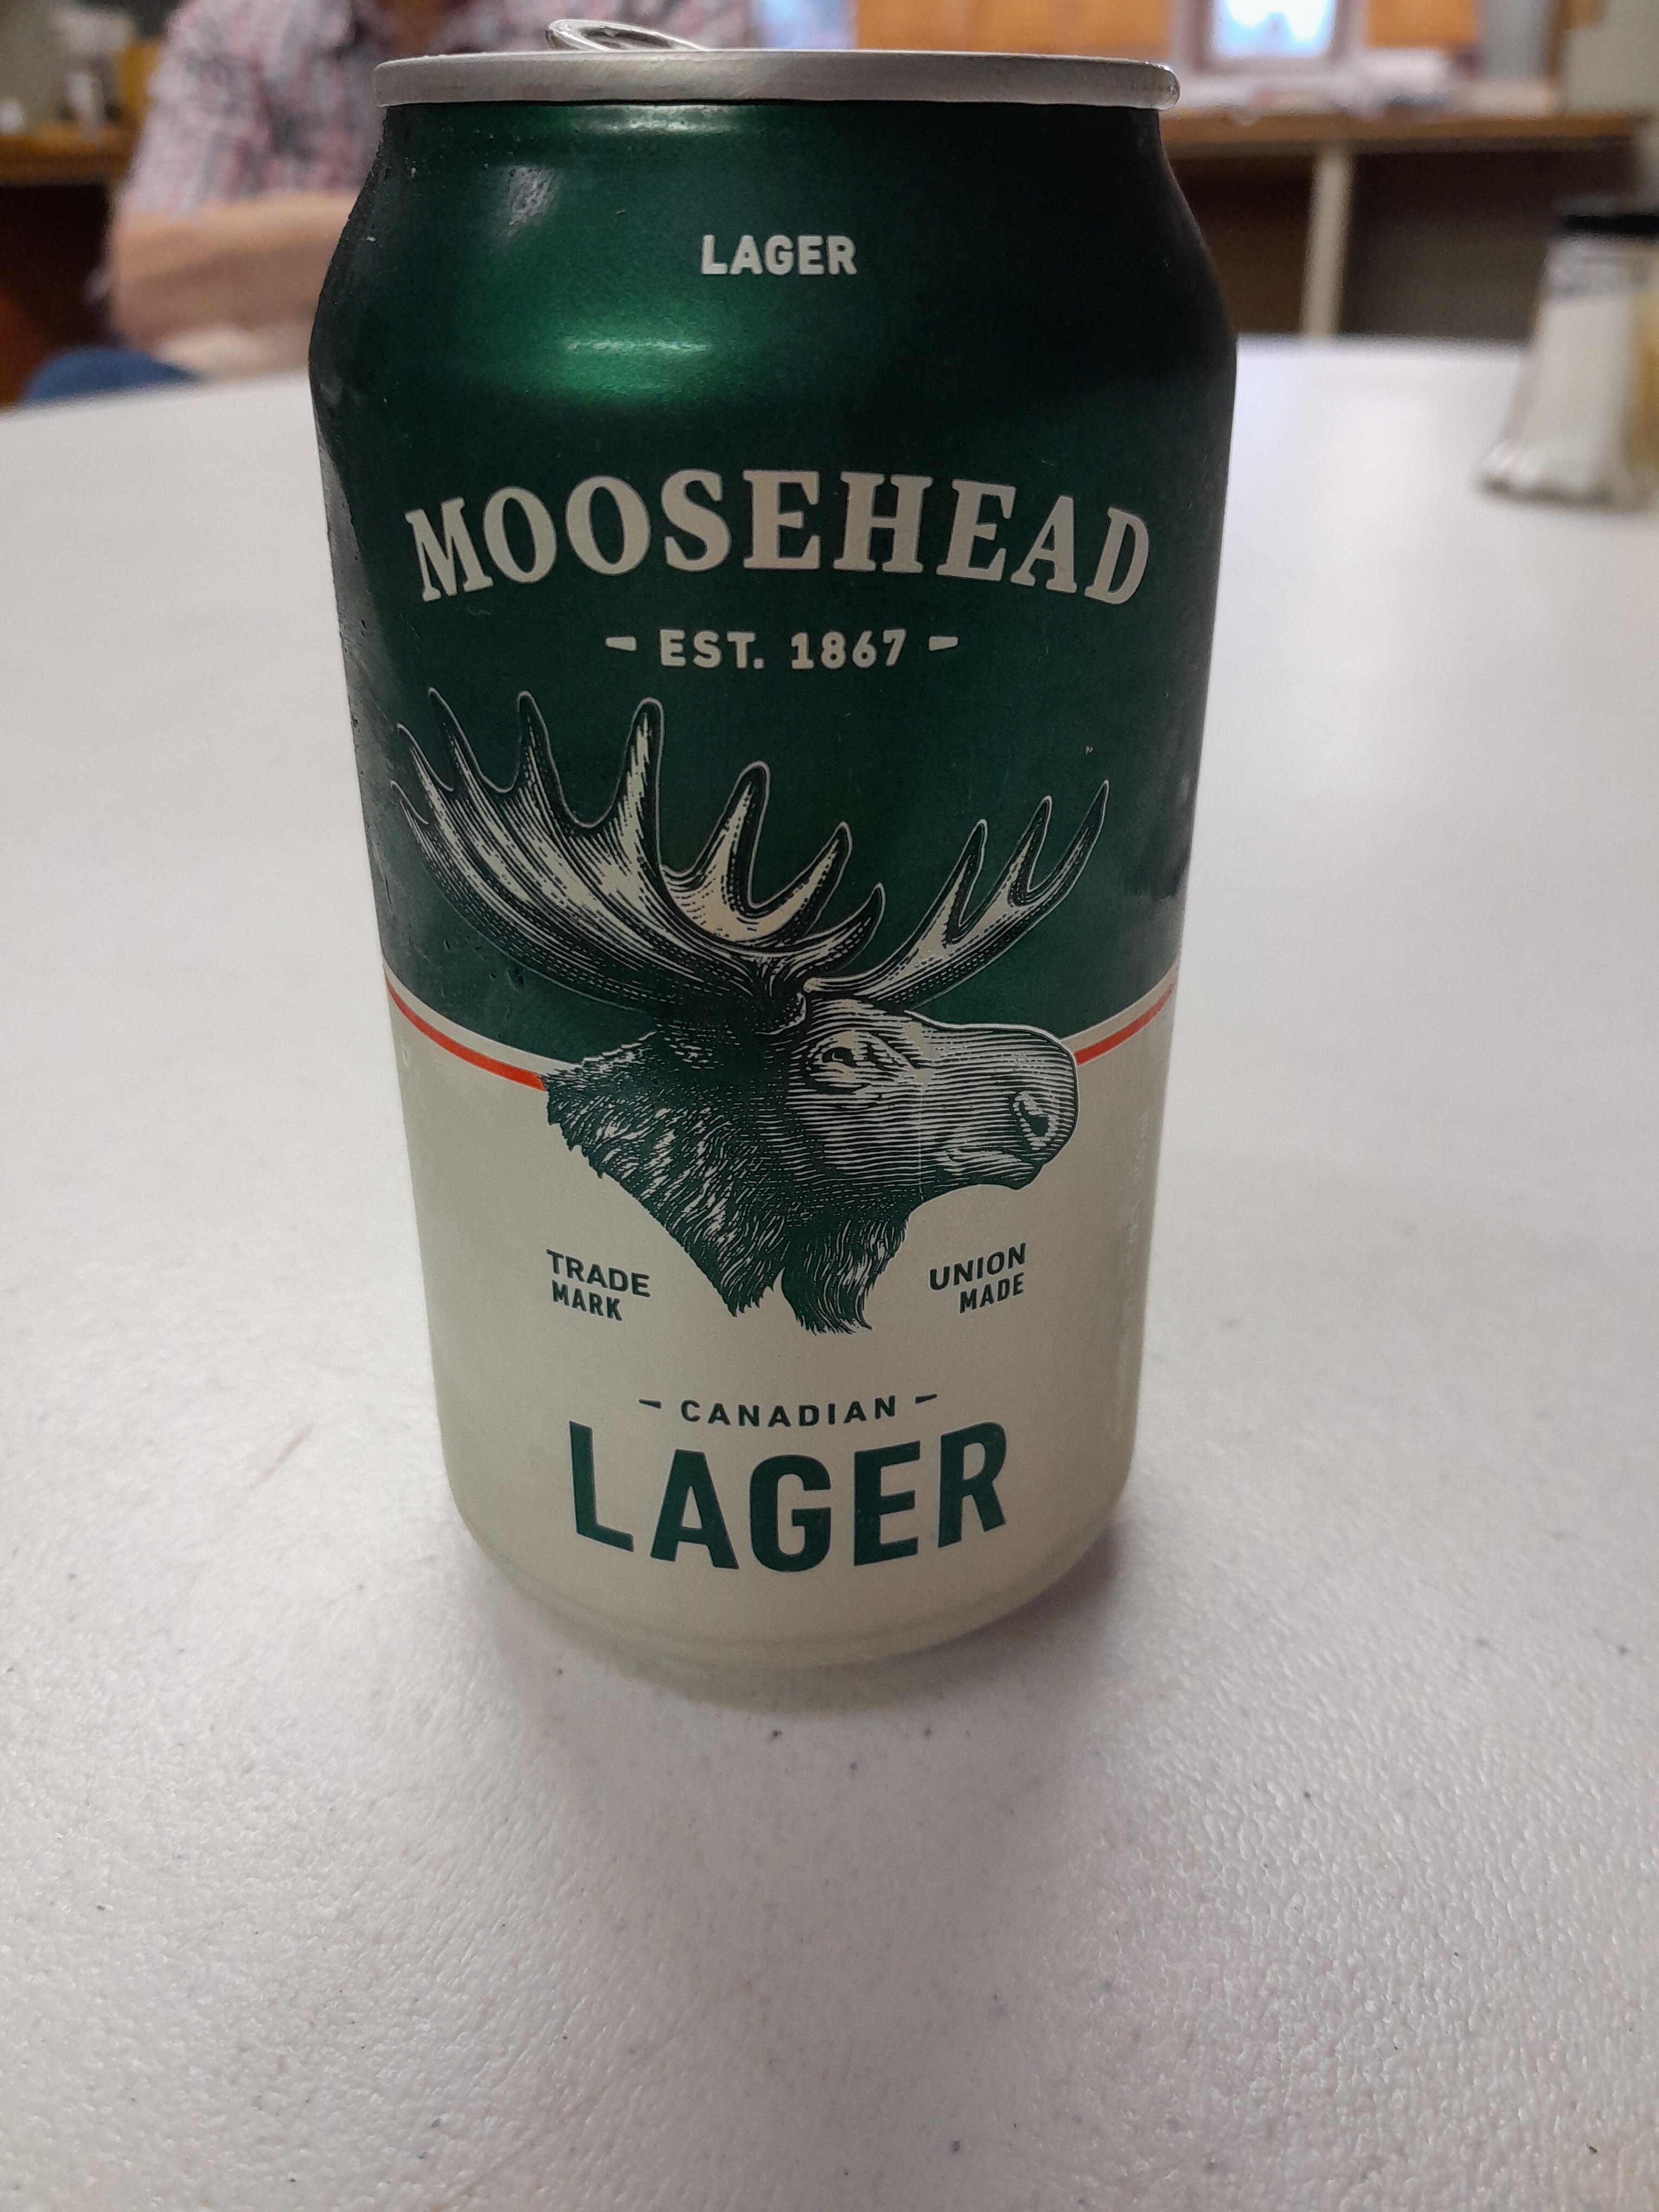 LAGER
MOOSEHEAD
- EST. 1867 -
TRADE
MARK
UNION
MADE
- CANADIAN -
LAGER